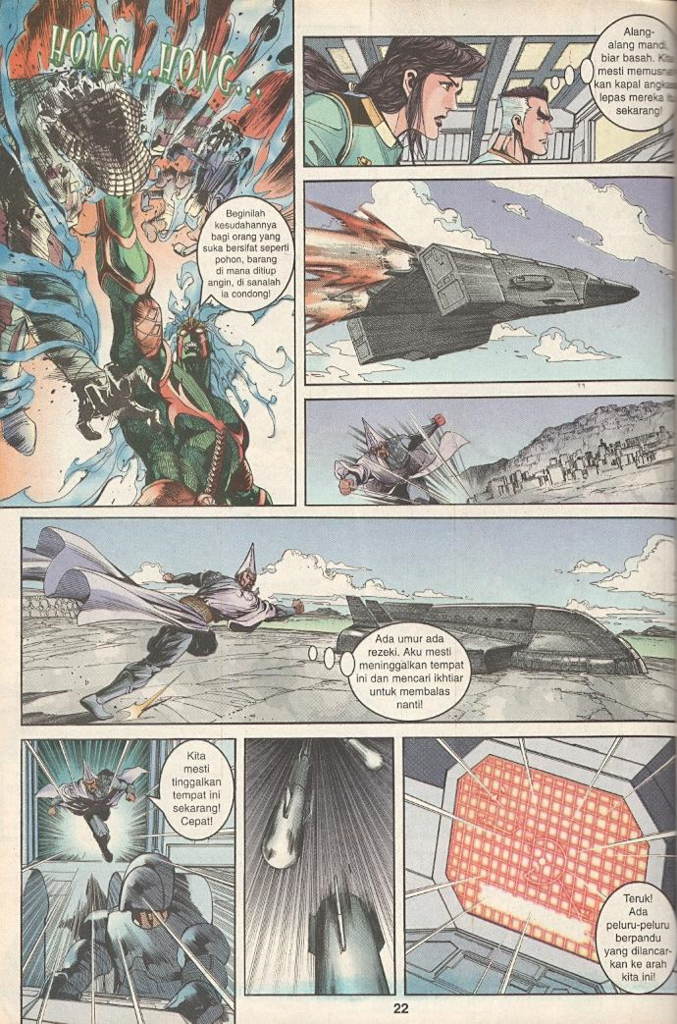 HONG... HONG...
Beginilah
kesudahannya
bagi orang yang
suka bersifat seperti
pohon, barang
di mana ditiup
angin, di sanalah
ia condong!
Alang-
alang mandi,
biar basah. Kita
mesti memusnah-
kan kapal angkasa
lepas mereka itu
sekarang!
Ada umur ada
rezeki. Aku mesti
meninggalkan tempat
ini dan mencari ikhtiar
untuk membalas
nanti!
Kita
mesti
tinggalkan
tempat ini
sekarang!
Cepat!
Teruk!
Ada
peluru-peluru
berpandu
yang dilancar-
kan ke arah
kita ini!
22